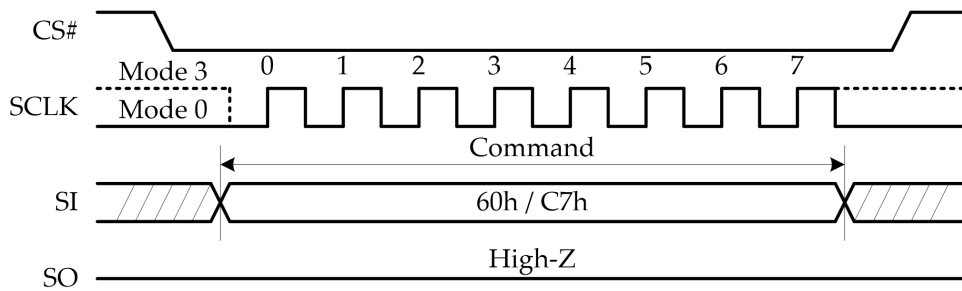 CS#
0 1 2 3 4 5 6 7
Mode 3
SCLK
Mode 0
Command
SI
60h / C7h
High-Z
SO